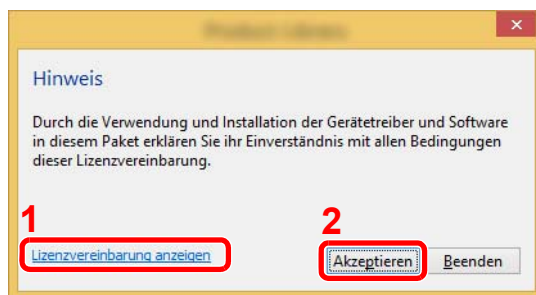 Hinweis
Durch die Verwendung und Installation der Gerätetreiber und Software
in diesem Paket erklären Sie ihr Einverständnis mit allen Bedingungen
dieser Lizenzvereinbarung.
1
2
Lizenzvereinbarung anzeigen
Akzeptieren
Beenden